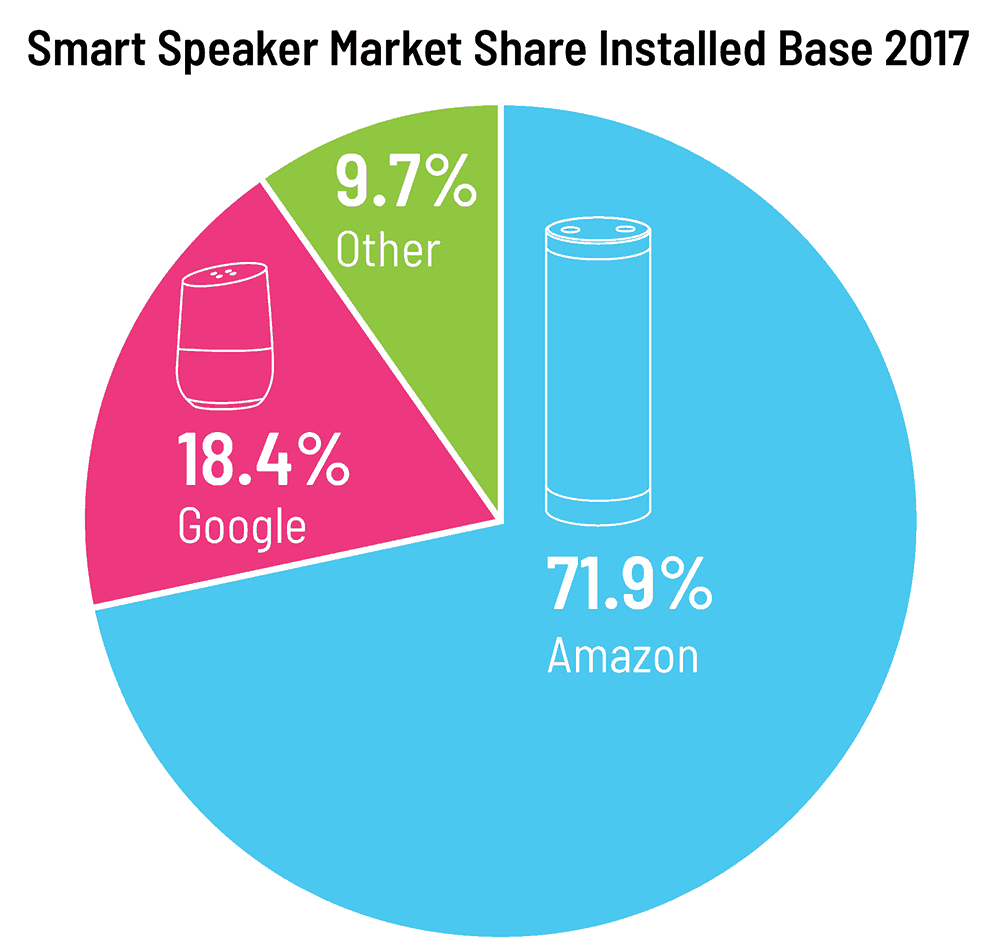 Smart Speaker Market Share Installed Base 2017
9.7%
Other
18.4%
Google
71.9%
Amazon